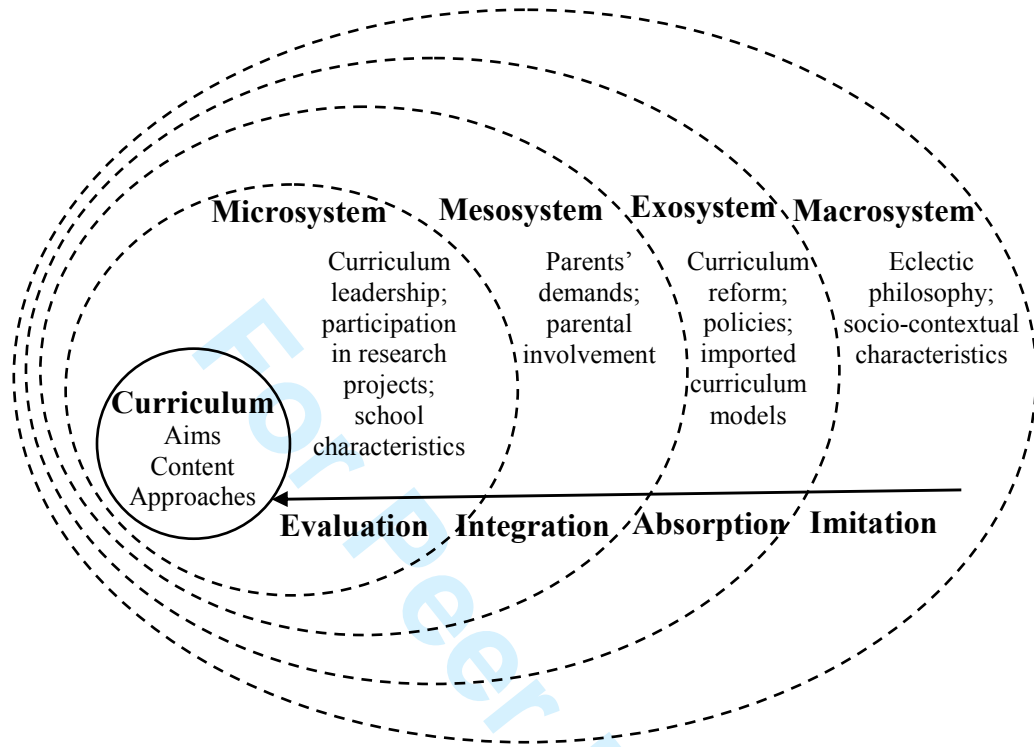 Microsystem
Curriculum
leadership;
participation
in research
projects;
school
characteristics
Mesosystem
Parents’
demands;
parental
involvement
Exosystem
Curriculum
reform;
policies;
imported
curriculum
models
Macrosystem
Eclectic
philosophy;
socio-contextual
characteristics
Curriculum
Aims
Content
Approaches
Evaluation Integration Absorption Imitation
For Peer